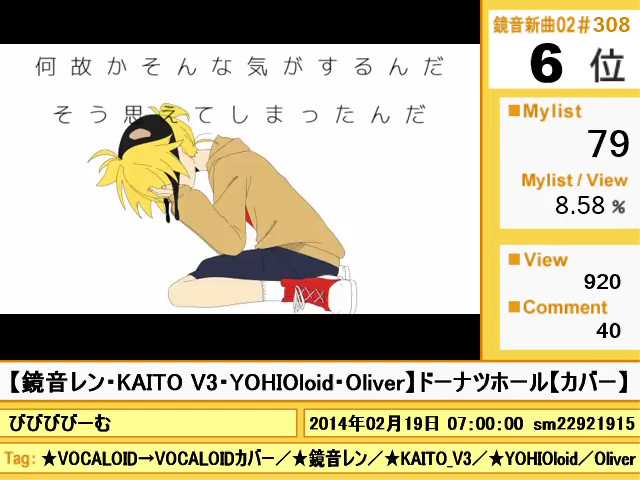 何故かそんな気がするんだ
そう思えてしまったんだ
鏡音新曲02#308
6位
■Mylist
79
Mylist / View
8.58 %
■View
920
■Comment
40
【鏡音レン・KAITO V3・YOHIOloid・Oliver】ドーナツホール【カバー】
びびびびーむ
2014年02月19日 07:00:00 sm22921915
Tag: ★VOCALOID→VOCALOIDカバー／★鏡音レン／★KAITO_V3／★YOHIOloid／Oliver